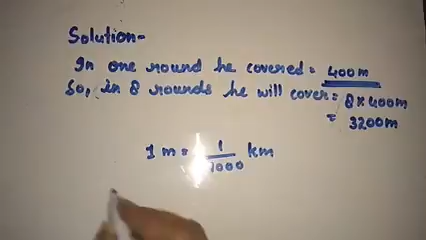 Solution-
In one round he covered = 400m
So, in 8 rounds he will cover = 8 × 400m
= 3200m
1 m = 1/1000 km